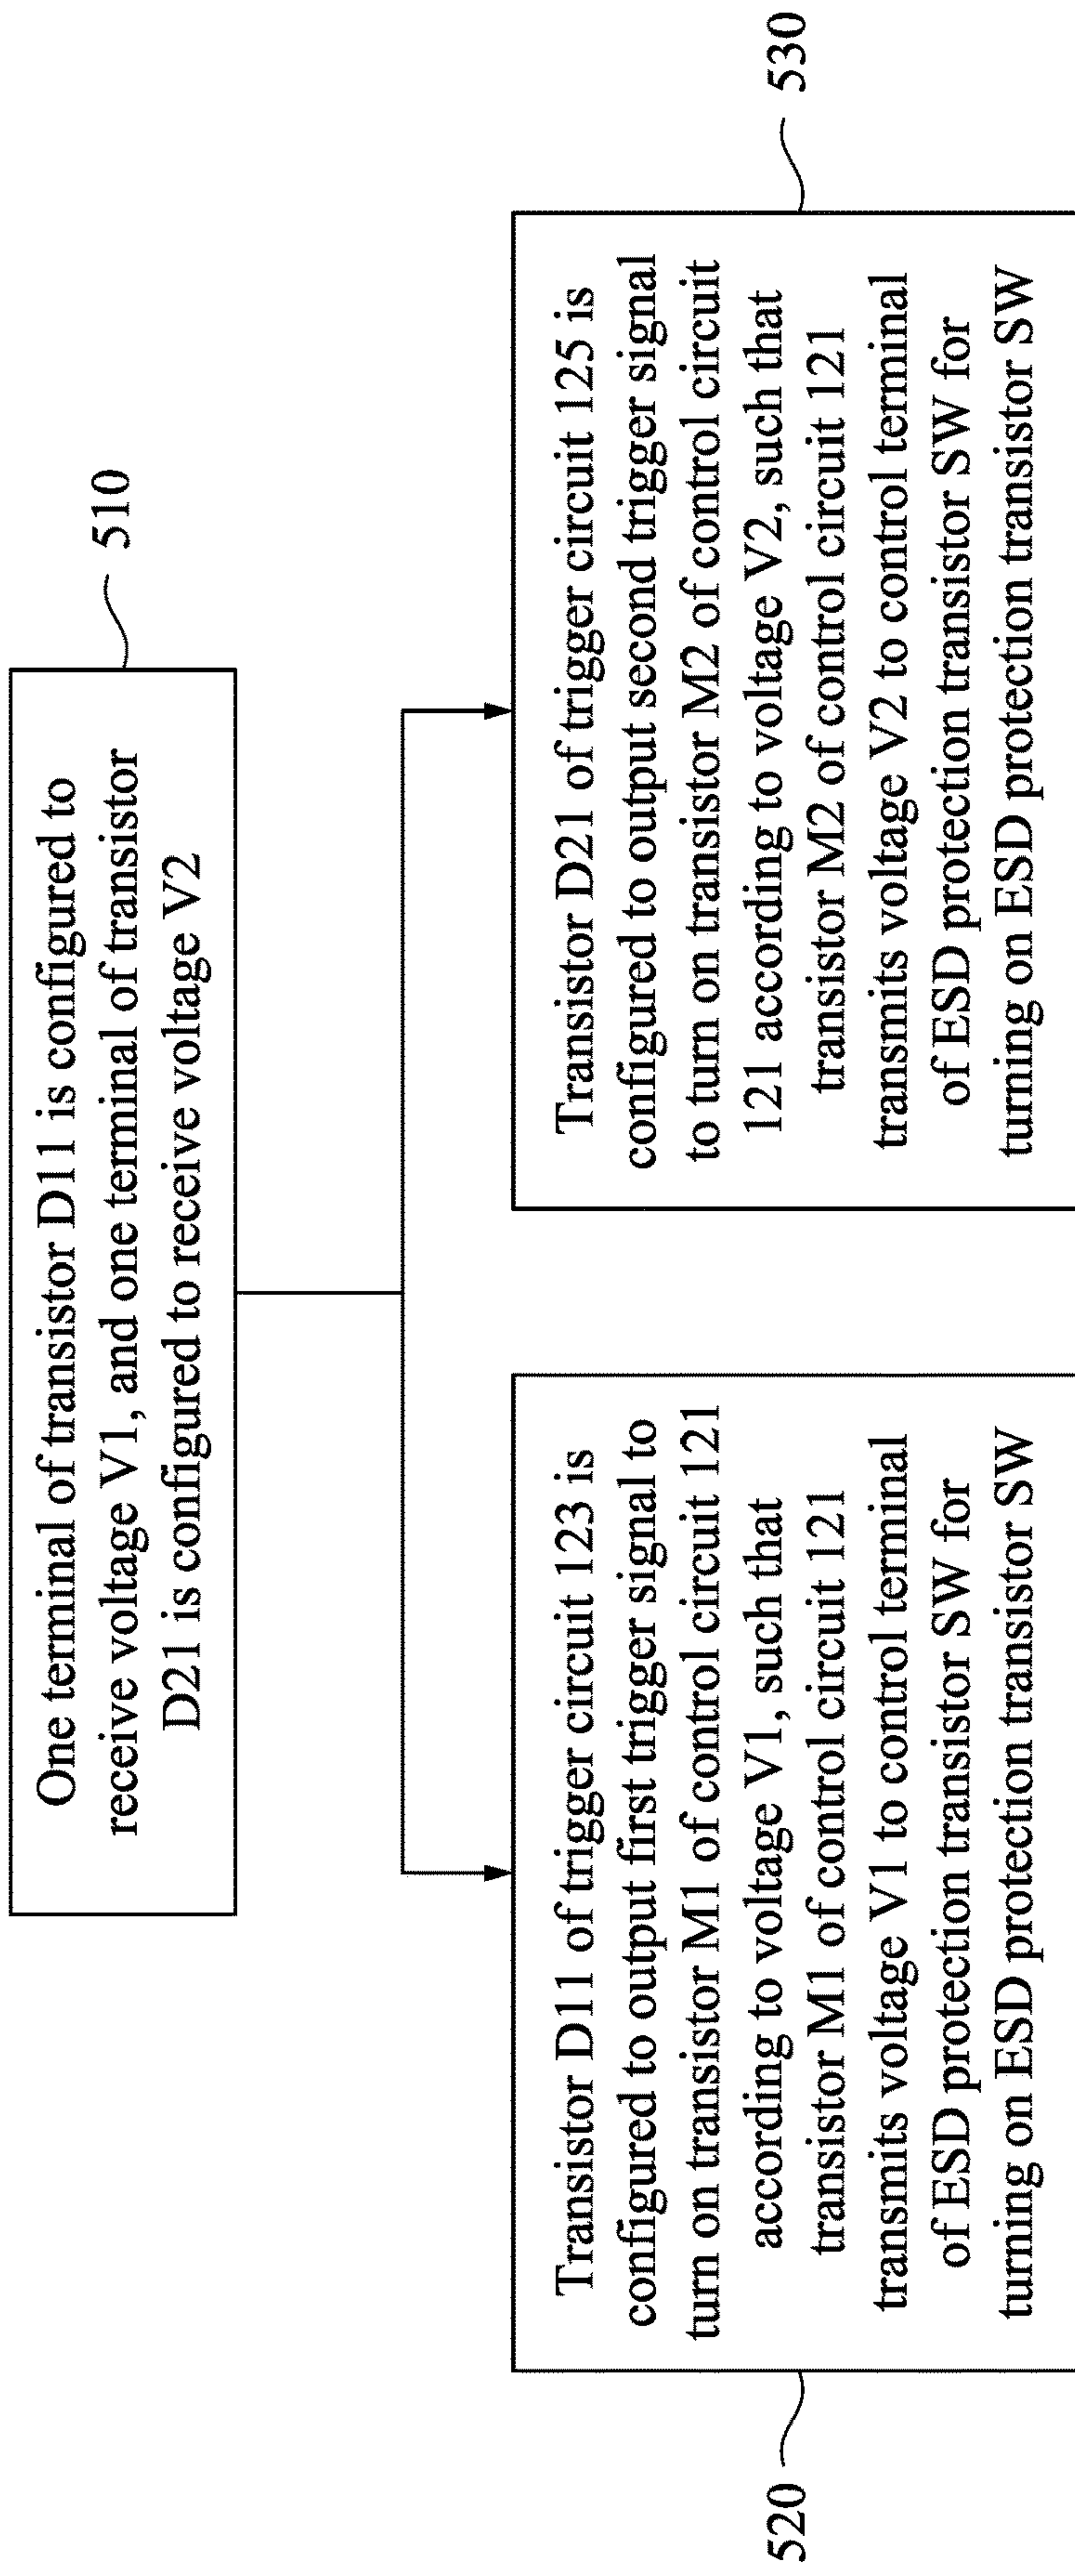 One terminal of transistor D11 is configured to
receive voltage V1, and one terminal of transistor
D21 is configured to receive voltage V2
510
Transistor D11 of trigger circuit 123 is
configured to output first trigger signal to
turn on transistor M1 of control circuit 121
according to voltage V1, such that
transistor M1 of control circuit 121
transmits voltage V1 to control terminal
of ESD protection transistor SW for
turning on ESD protection transistor SW
520
Transistor D21 of trigger circuit 125 is
configured to output second trigger signal
to turn on transistor M2 of control circuit
121 according to voltage V2, such that
transistor M2 of control circuit 121
transmits voltage V2 to control terminal
of ESD protection transistor SW for
turning on ESD protection transistor SW
530